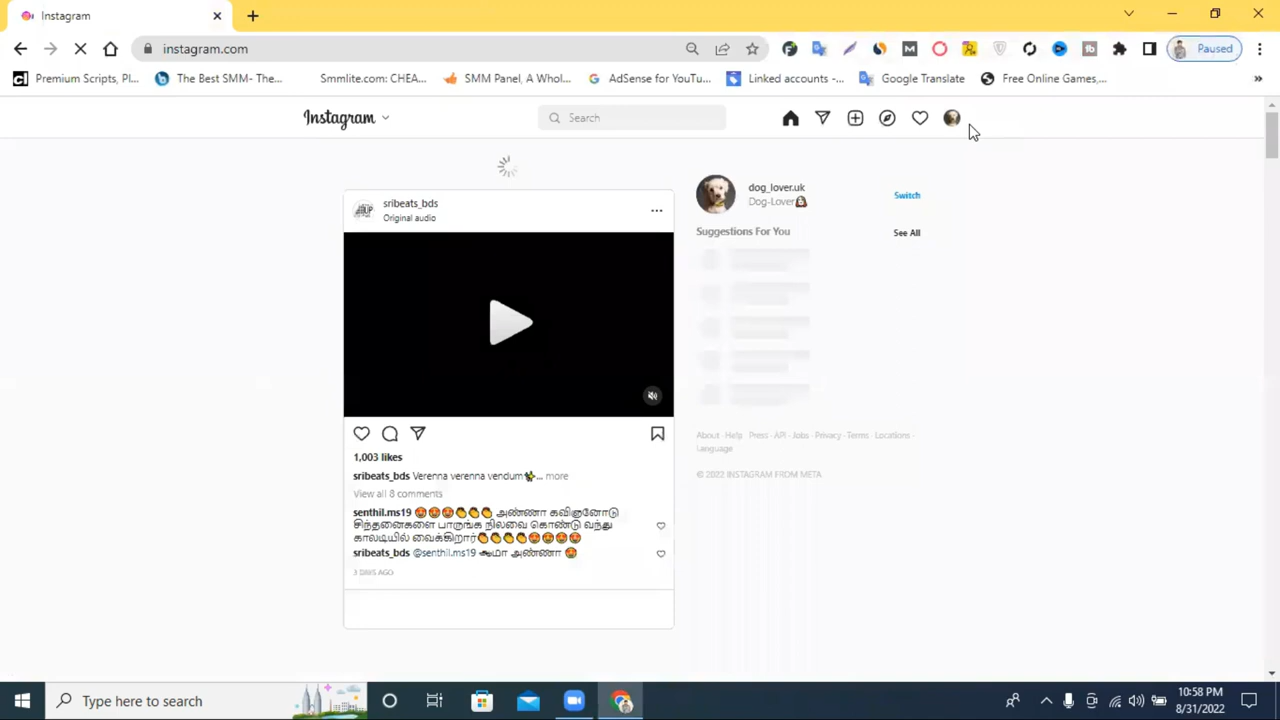 Instagram
instagram.com
Paused
Premium Scripts, Pl...
The Best SMM- The...
Smmlite.com: CHEA...
SMM Panel, A Whol...
AdSense for YouTu...
Linked accounts -...
Google Translate
Free Online Games,...
»
Instagram
Search
sribeats_bds
Original audio
dog_lover.uk
Dog-Lover
Switch
Suggestions For You
See All
1,003 likes
sribeats_bds Verenna verenna vendum... more
View all 8 comments
senthil.ms19 அண்ணா கவிஞனோடு
சிந்தனைகளை பாருங்க நிலவை கொண்டு வந்து
காலடியில் வைக்கிறார்
sribeats_bds @senthil.ms19 ஆமா அண்ணா
3 DAYS AGO
About · Help · Press · API · Jobs · Privacy · Terms · Locations ·
Language
© 2022 INSTAGRAM FROM META
Type here to search
10:58 PM
8/31/2022